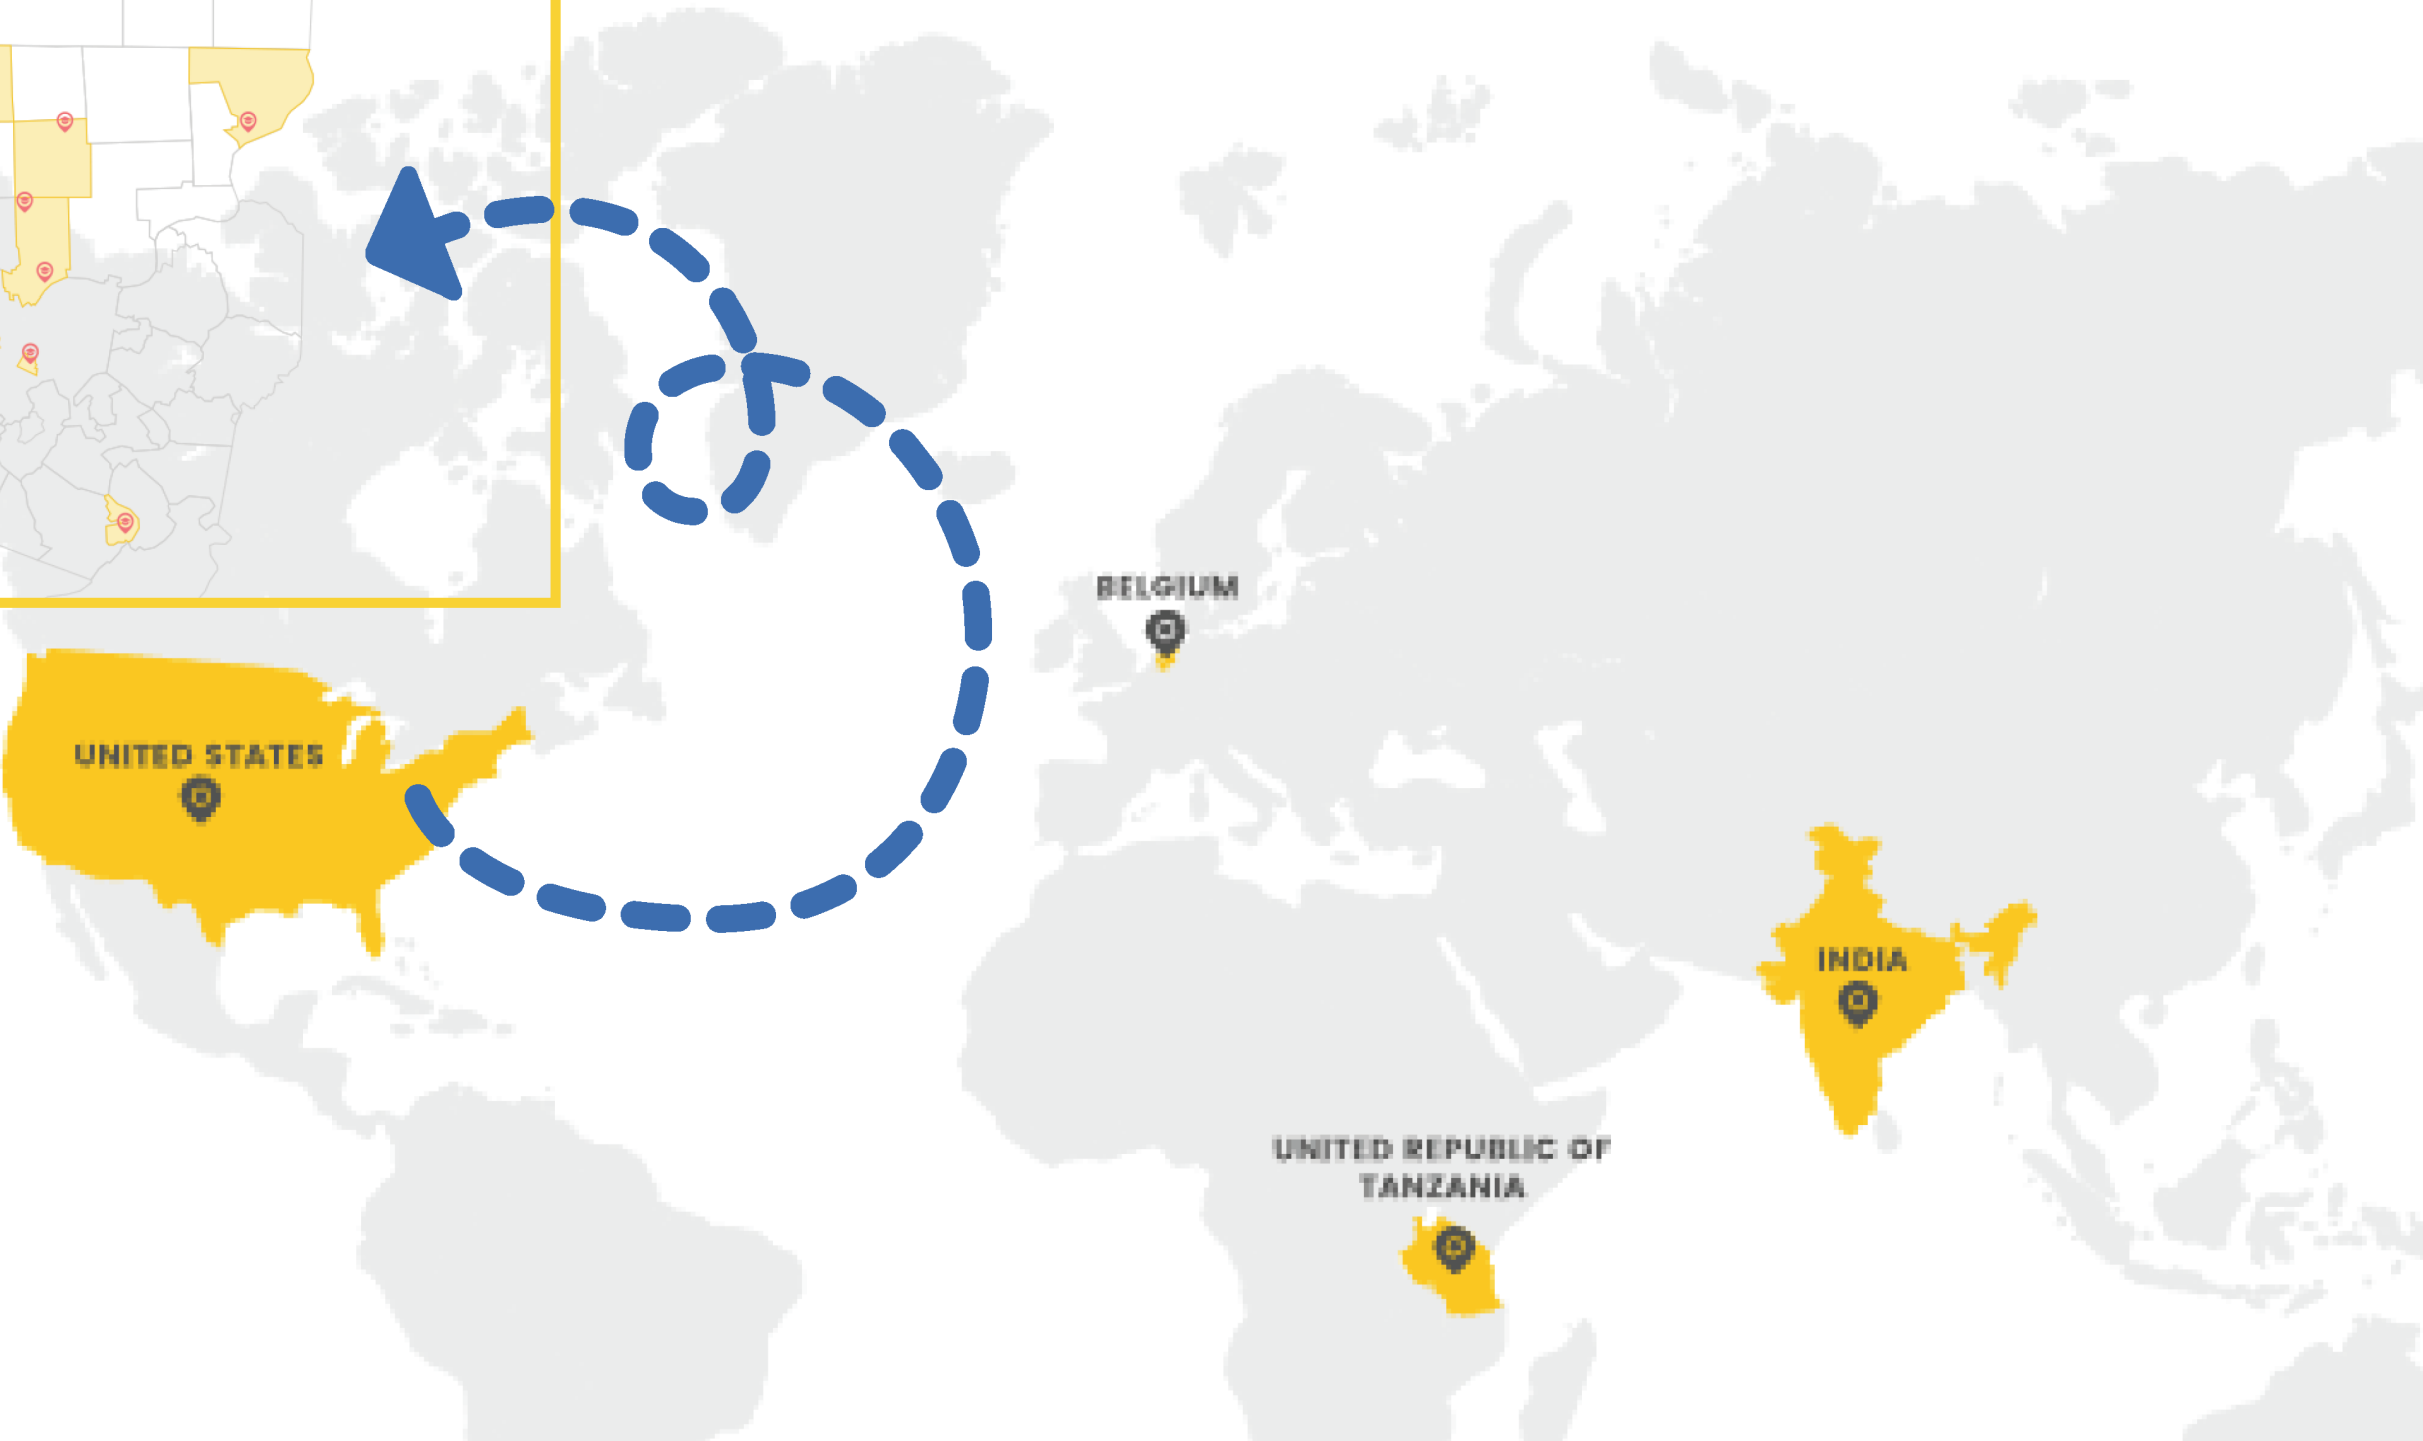 BELGIUM
UNITED STATES
INDIA
UNITED REPUBLIC OF
TANZANIA